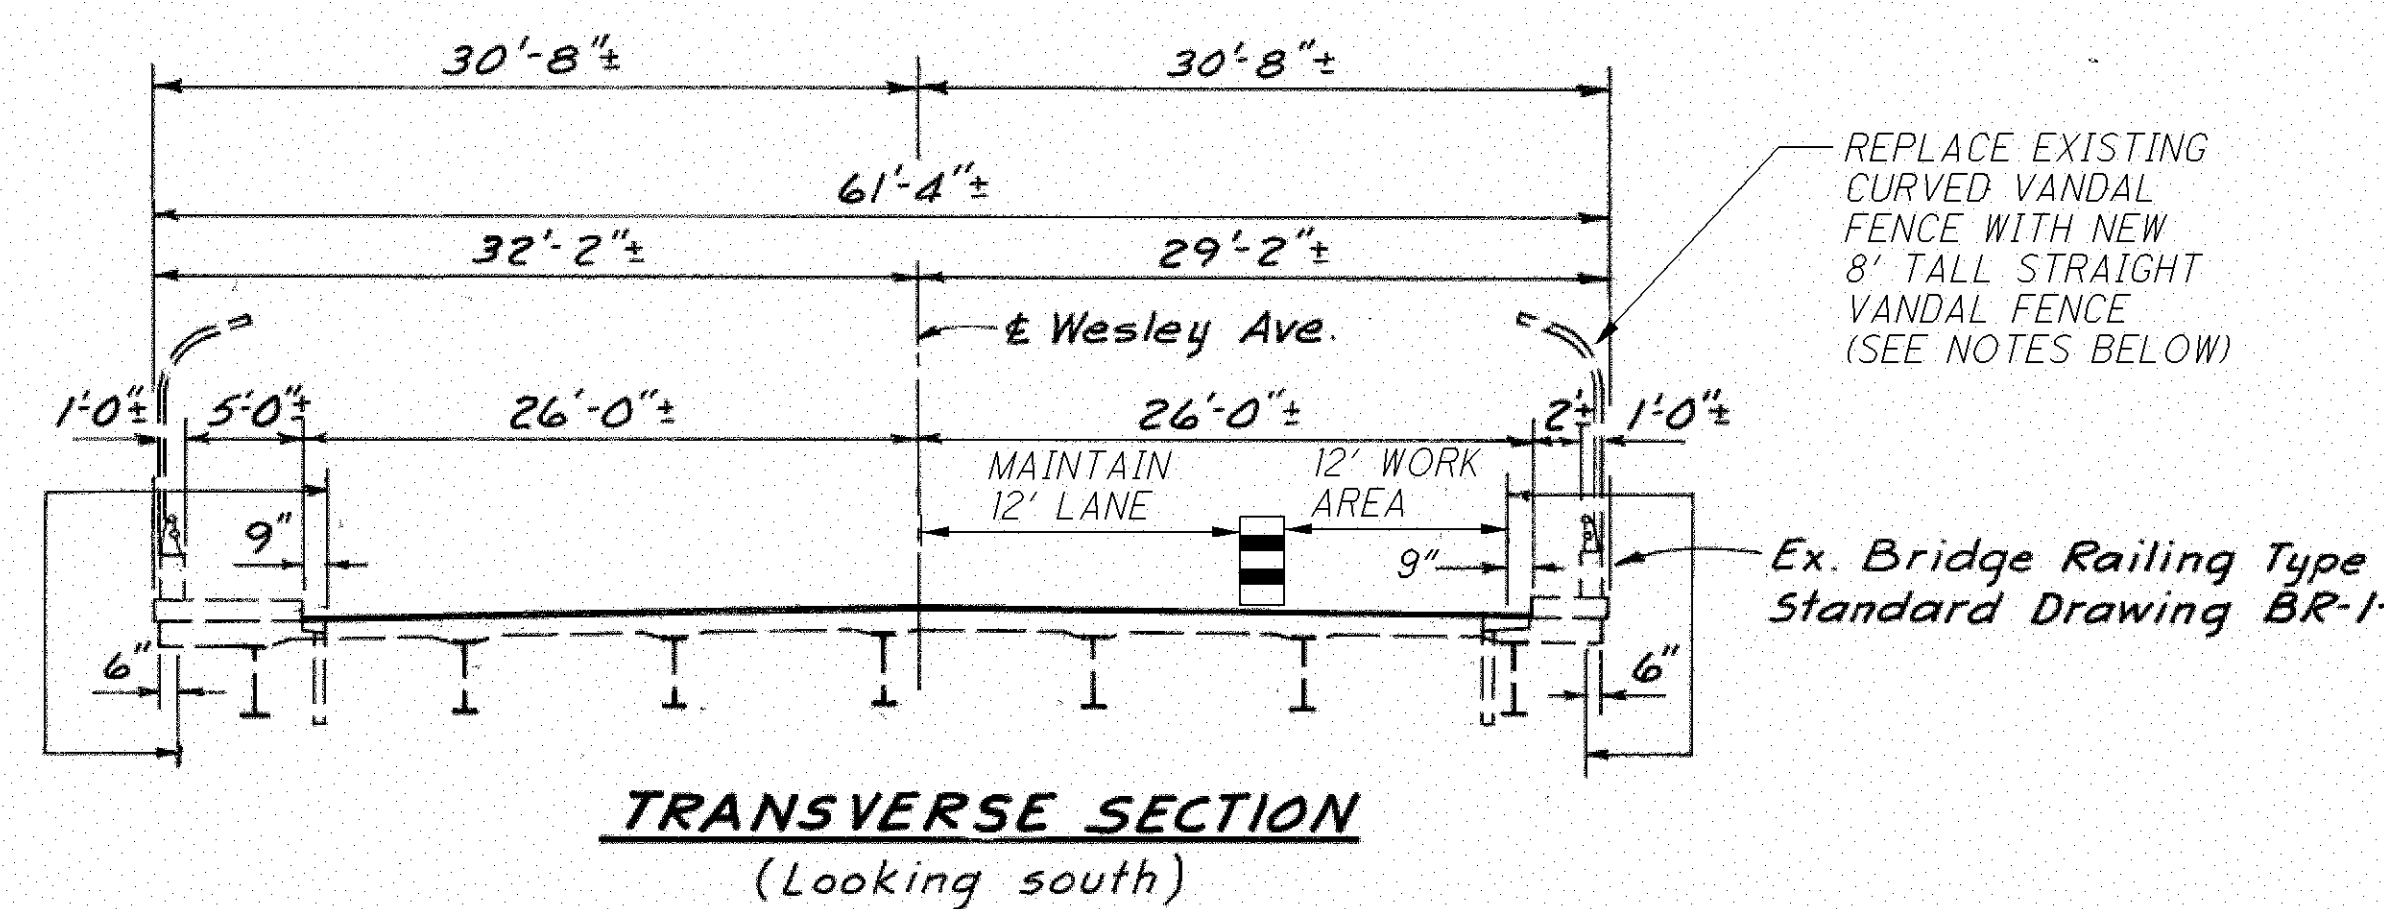 30'-8"±
30'-8"±
61'-4"±
32'-2"±
29'-2"±
℄ Wesley Ave.
REPLACE EXISTING
CURVED VANDAL
FENCE WITH NEW
8' TALL STRAIGHT
VANDAL FENCE
(SEE NOTES BELOW)
1'-0"±
5'-0"±
26'-0"±
26'-0"±
2'±
1'-0"±
MAINTAIN
12' LANE
12' WORK
AREA
9"
9"
Ex. Bridge Railing Type
Standard Drawing BR-1-
6"
6"
TRANSVERSE SECTION
(Looking south)